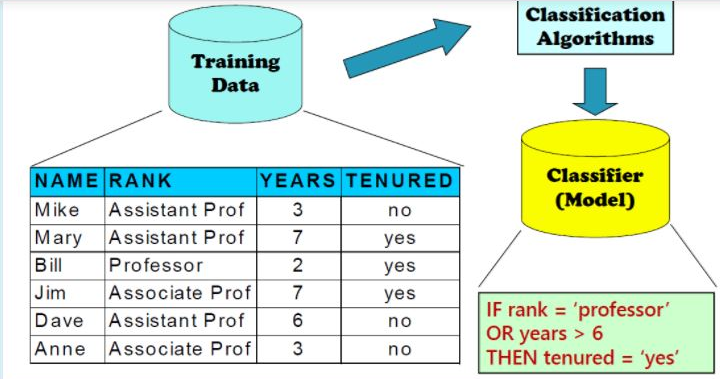 Training
Data
Classification
Algorithms
NAME RANK YEARS TENURED
Mike Assistant Prof 3 no
Mary Assistant Prof 7 yes
Bill Professor 2 yes
Jim Associate Prof 7 yes
Dave Assistant Prof 6 no
Anne Associate Prof 3 no
Classifier
(Model)
IF rank = ‘professor’
OR years > 6
THEN tenured = ‘yes’